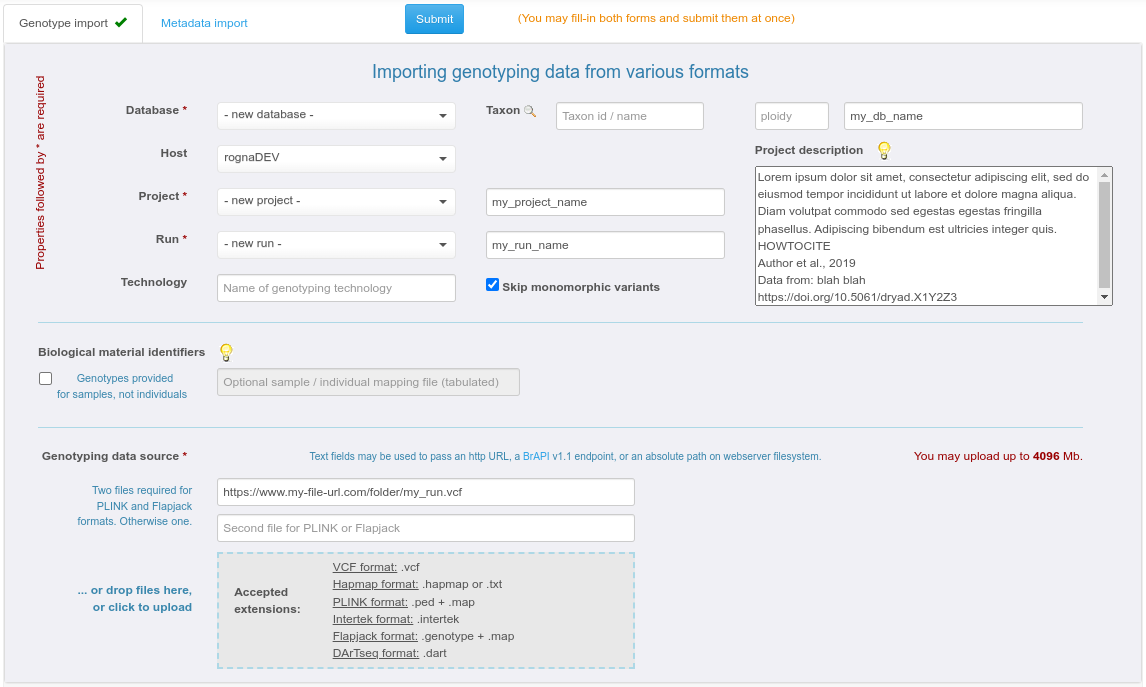 Genotype import
Metadata import
Submit
(You may fill-in both forms and submit them at once)
Importing genotyping data from various formats
Properties followed by * are required
Database *
- new database -
Taxon
Taxon id / name
ploidy
my_db_name
Host
rognaDEV
Project description
Project *
- new project -
my_project_name
Run *
- new run -
my_run_name
Technology
Name of genotyping technology
Skip monomorphic variants
Lorem ipsum dolor sit amet, consectetur adipiscing elit, sed do
eiusmod tempor incididunt ut labore et dolore magna aliqua.
Diam volutpat commodo sed egestas egestas fringilla
phasellus. Adipiscing bibendum est ultricies integer quis.
HOWTOCITE
Author et al., 2019
Data from: blah blah
https://doi.org/10.5061/dryad.X1Y2Z3
Biological material identifiers
Genotypes provided
for samples, not individuals
Optional sample / individual mapping file (tabulated)
Genotyping data source *
Text fields may be used to pass an http URL, a BrAPI v1.1 endpoint, or an absolute path on webserver filesystem.
You may upload up to 4096 Mb.
Two files required for
PLINK and Flapjack
formats. Otherwise one.
https://www.my-file-url.com/folder/my_run.vcf
Second file for PLINK or Flapjack
... or drop files here,
or click to upload
Accepted
extensions:
VCF format: .vcf
Hapmap format: .hapmap or .txt
PLINK format: .ped + .map
Intertek format: .intertek
Flapjack format: .genotype + .map
DArTseq format: .dart